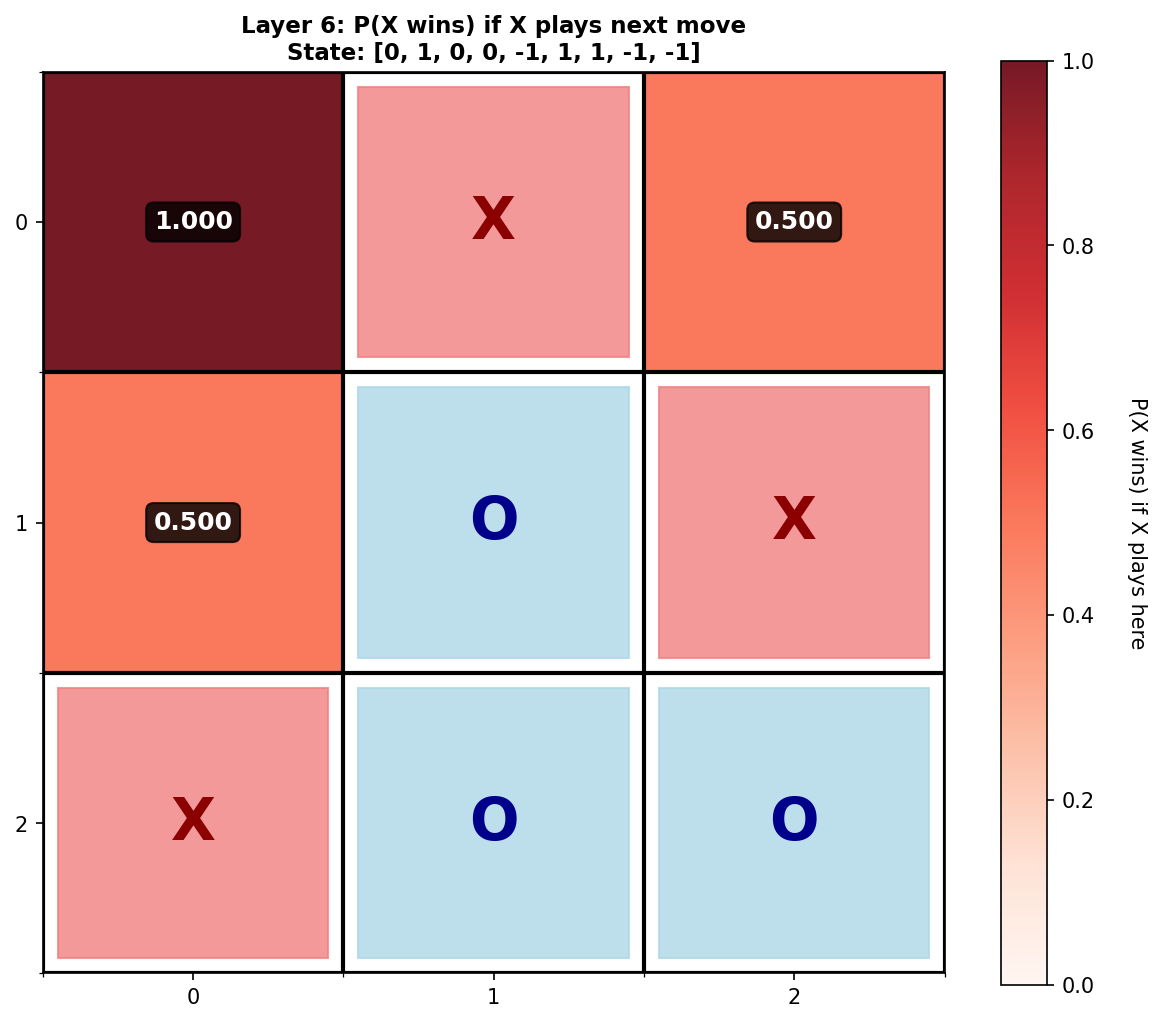 Layer 6: P(X wins) if X plays next move
State: [0, 1, 0, 0, -1, 1, 1, -1, -1]
0
1.000
X
0.500
1
0.500
O
X
2
X
O
O
0
1
2
1.0
0.8
0.6
0.4
0.2
0.0
P(X wins) if X plays here